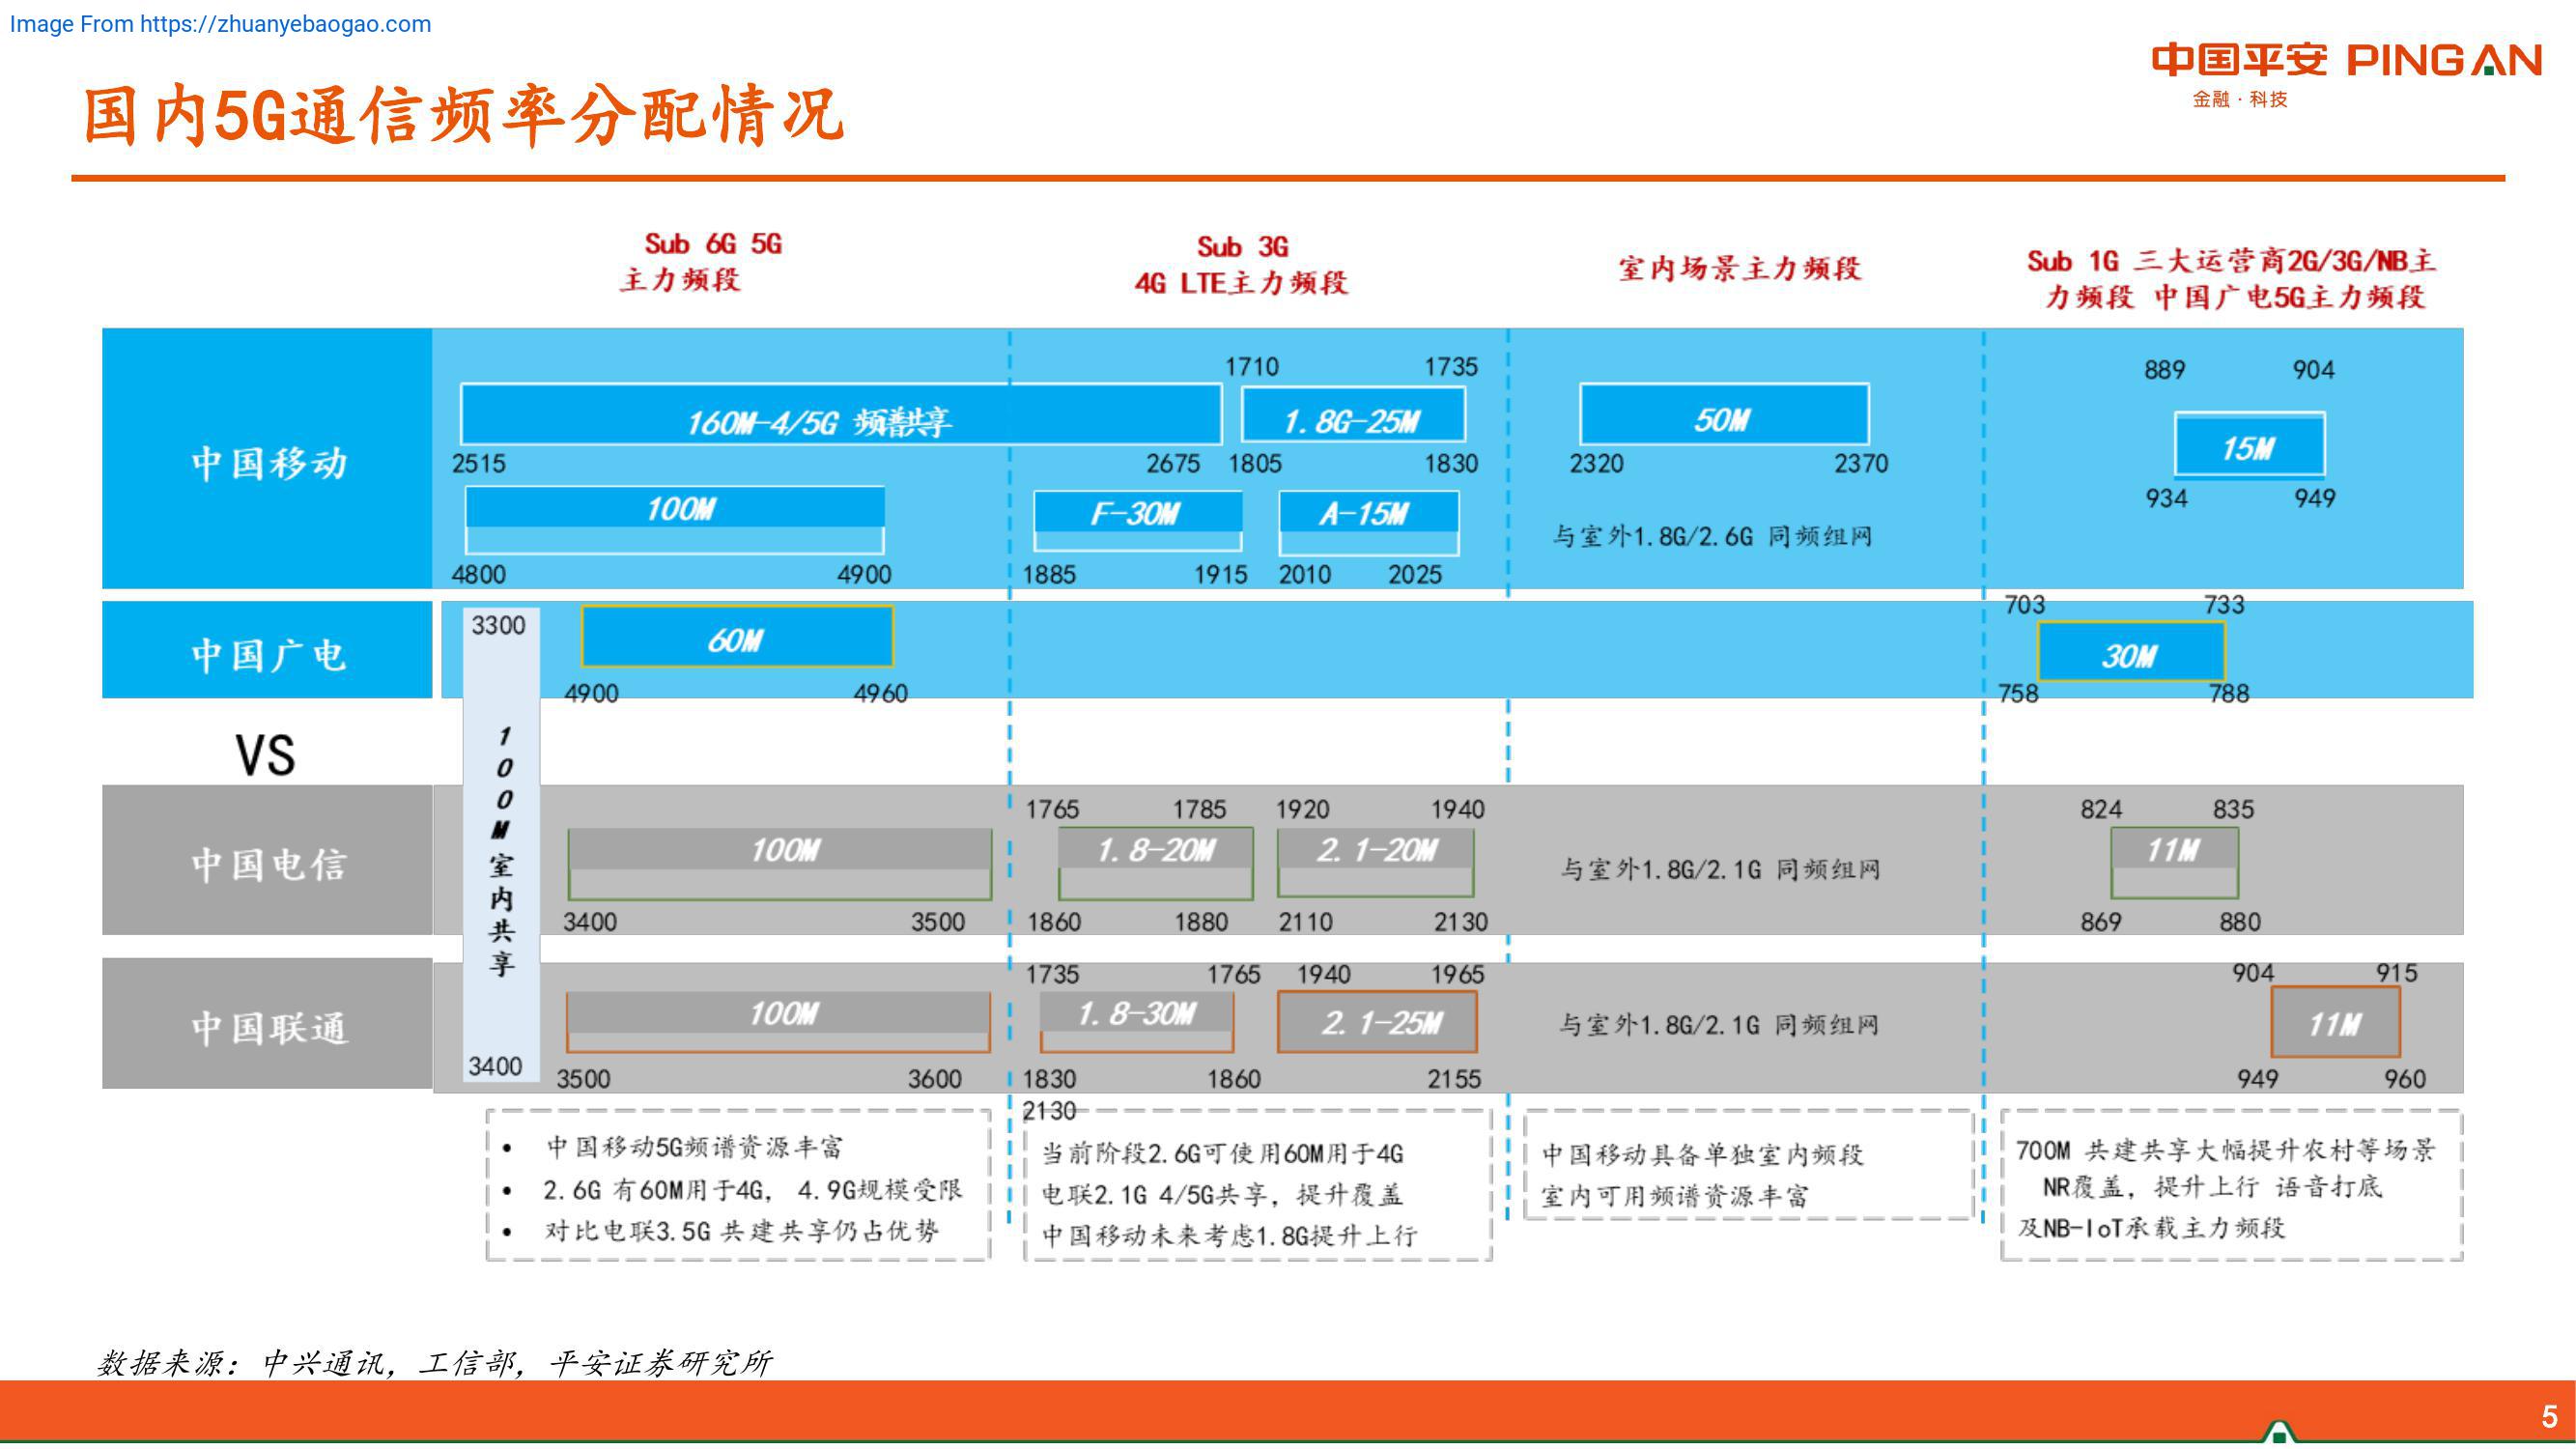 Image From https://zhuanyebaogao.com
中国平安 PINGAN
金融·科技
国内5G通信频率分配情况
Sub 6G 5G
主力频段
Sub 3G
4G LTE主力频段
室内场景主力频段
Sub 1G 三大运营商2G/3G/NB主
力频段 中国广电5G主力频段
中国移动
160M-4/5G 频谱共享
2515 2675
100M
4800 4900
1710 1735
1.8G-25M
1805 1830
F-30M
1885 1915
A-15M
2010 2025
50M
2320 2370
与室外1.8G/2.6G 同频组网
889 904
15M
934 949
中国广电
3300
100M室内共享
3400
60M
4900 4960
703 733
30M
758 788
VS
中国电信
100M
3400 3500
1765 1785
1.8-20M
1860 1880
1920 1940
2.1-20M
2110 2130
与室外1.8G/2.1G 同频组网
824 835
11M
869 880
中国联通
100M
3500 3600
1735 1765
1.8-30M
1830 1860
1940 1965
2.1-25M
2130 2155
与室外1.8G/2.1G 同频组网
904 915
11M
949 960
• 中国移动5G频谱资源丰富
• 2.6G 有60M用于4G, 4.9G规模受限
• 对比电联3.5G 共建共享仍占优势
当前阶段2.6G可使用60M用于4G
电联2.1G 4/5G共享, 提升覆盖
中国移动未来考虑1.8G提升上行
中国移动具备单独室内频段
室内可用频谱资源丰富
700M 共建共享大幅提升农村等场景
NR覆盖, 提升上行 语音打底
及NB-IoT承载主力频段
数据来源：中兴通讯，工信部，平安证券研究所
5